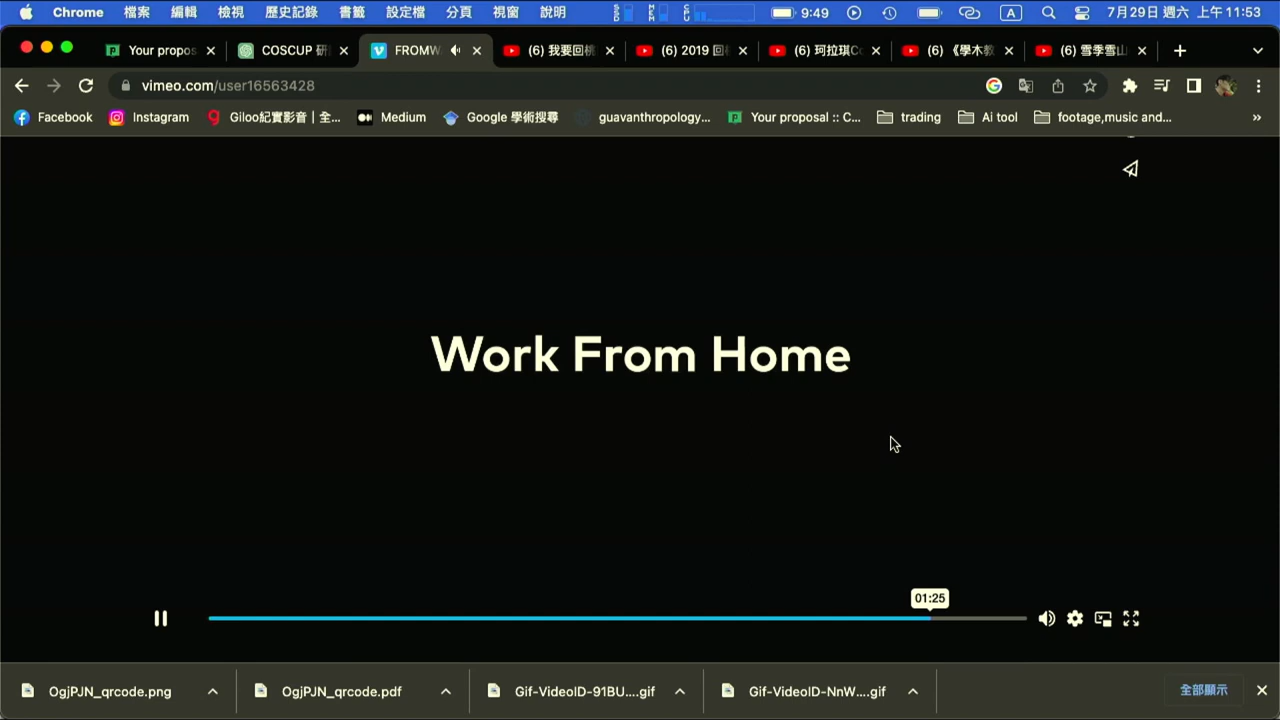 Chrome 檔案 編輯 檢視 歷史記錄 書籤 設定檔 分頁 視窗 說明 9:49 A 7月29日 週六 上午 11:53
Your propos COSCUP 研 FROMW (6) 我要回桃 (6) 2019 回 (6) 珂拉琪Co (6) 《學木教 (6) 雪季雪山
vimeo.com/user16563428
Facebook Instagram Giloo紀實影音｜全... Medium Google 學術搜尋 guavanthropology... Your proposal :: C... trading Ai tool footage,music and... »
Work From Home
01:25
OgjPJN_qrcode.png OgjPJN_qrcode.pdf Gif-VideoID-91BU....gif Gif-VideoID-NnW....gif 全部顯示